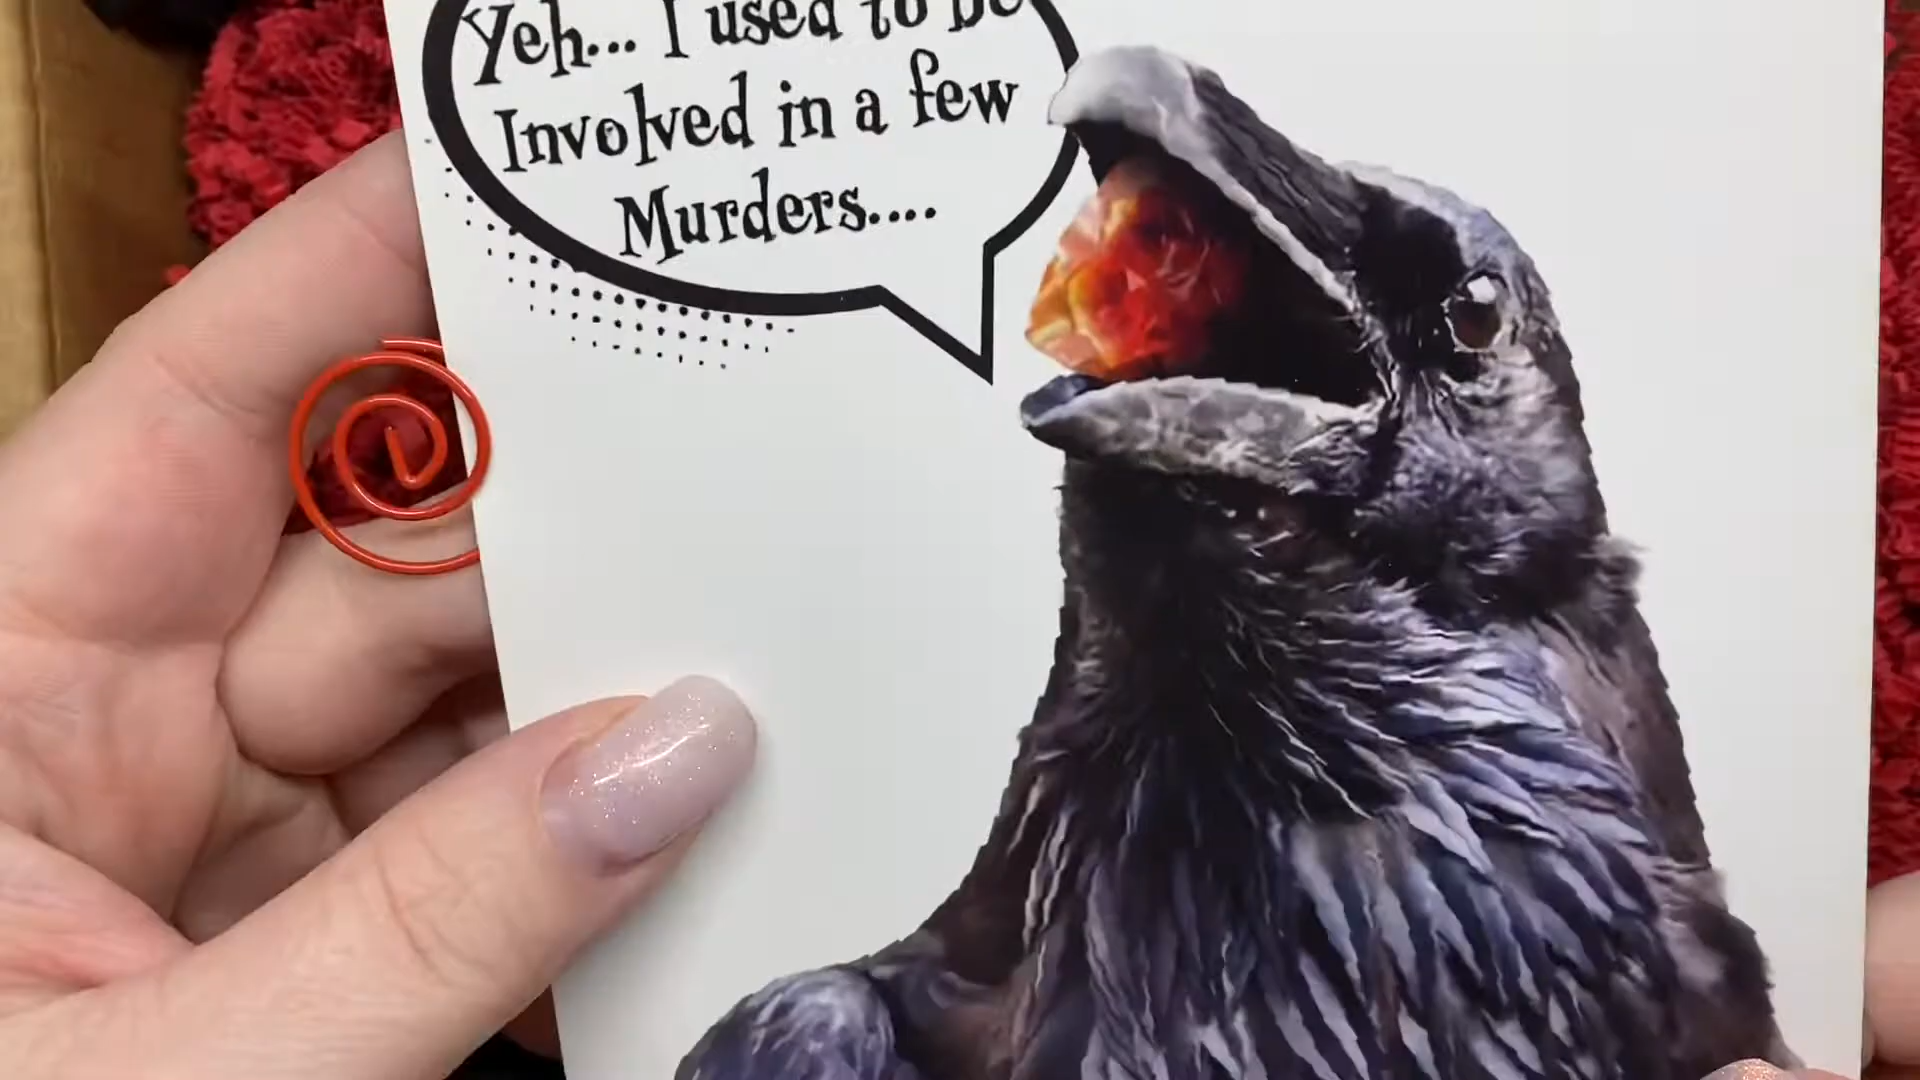 Yeh... I used to be
Involved in a few
Murders....